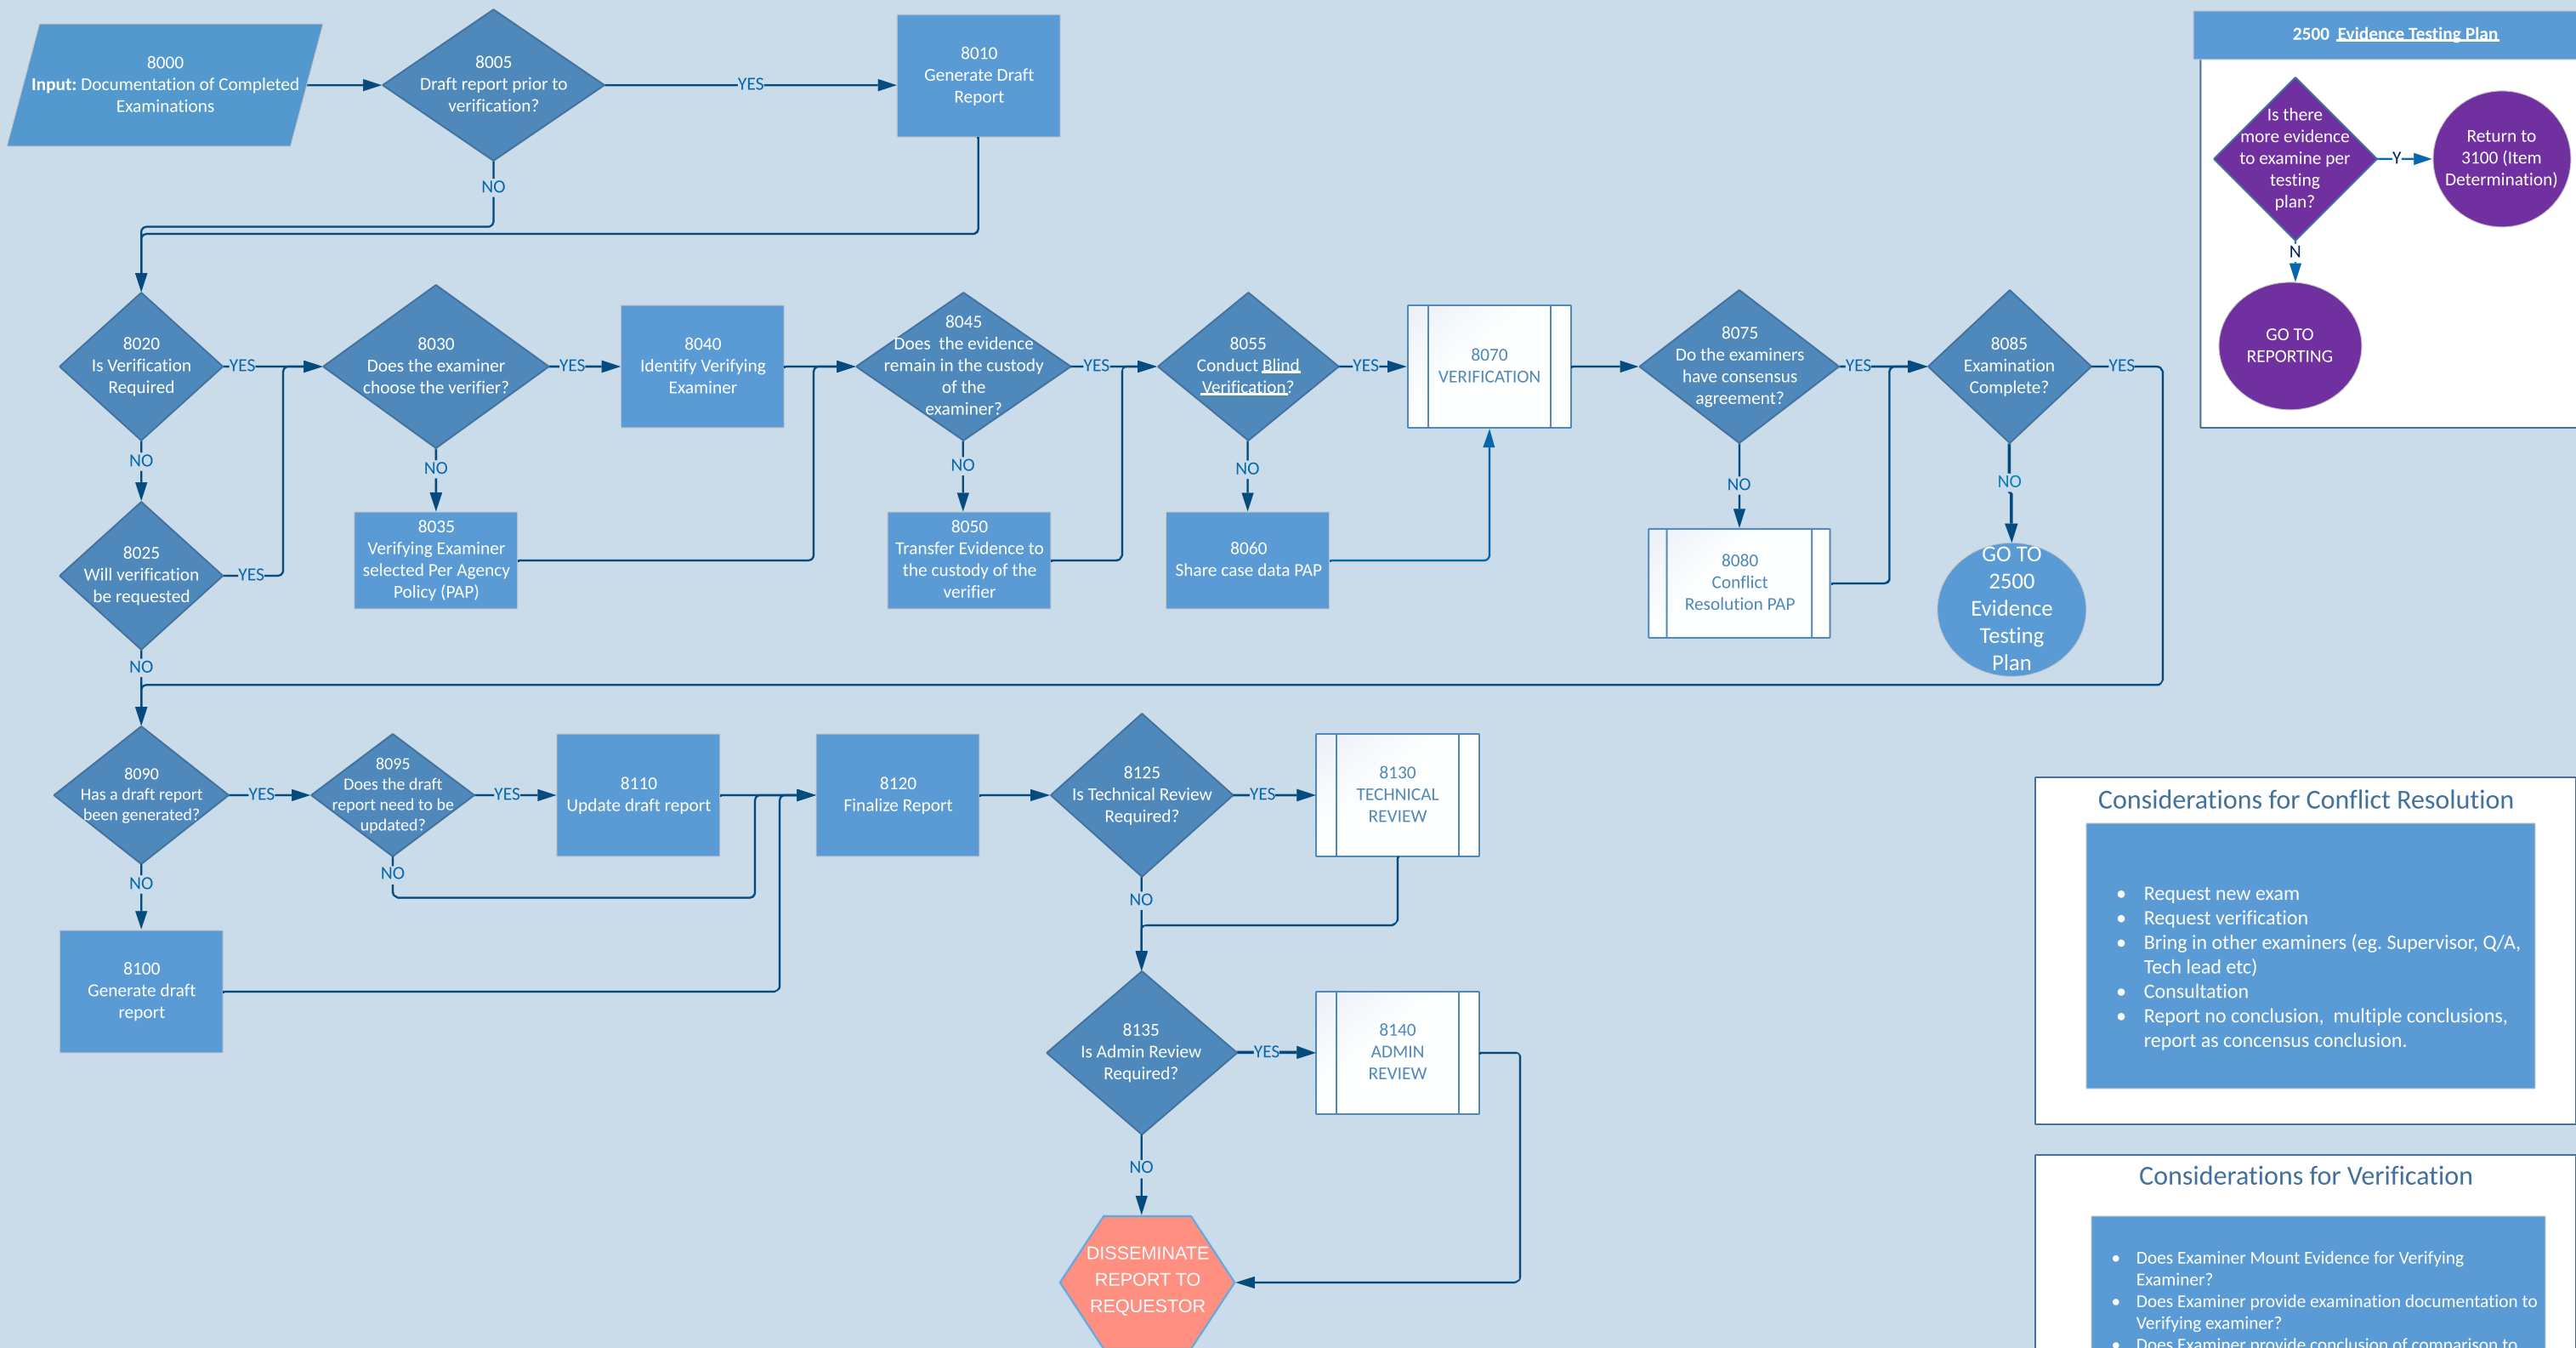 8000
Input: Documentation of Completed
Examinations
8005
Draft report prior to
verification?
YES
NO
8010
Generate Draft
Report
2500 Evidence Testing Plan
Is there
more evidence
to examine per
testing
plan?
Y
Return to
3100 (Item
Determination)
N
GO TO
REPORTING
8020
Is Verification
Required
YES
NO
8030
Does the examiner
choose the verifier?
YES
NO
8040
Identify Verifying
Examiner
8045
Does the evidence
remain in the custody
of the
examiner?
YES
NO
8055
Conduct Blind
Verification?
YES
NO
8070
VERIFICATION
8075
Do the examiners
have consensus
agreement?
YES
NO
8085
Examination
Complete?
YES
NO
8025
Will verification
be requested
YES
NO
8035
Verifying Examiner
selected Per Agency
Policy (PAP)
8050
Transfer Evidence to
the custody of the
verifier
8060
Share case data PAP
8080
Conflict
Resolution PAP
GO TO
2500
Evidence
Testing
Plan
8090
Has a draft report
been generated?
YES
NO
8095
Does the draft
report need to be
updated?
YES
NO
8110
Update draft report
8120
Finalize Report
8125
Is Technical Review
Required?
YES
NO
8130
TECHNICAL
REVIEW
8100
Generate draft
report
8135
Is Admin Review
Required?
YES
NO
8140
ADMIN
REVIEW
DISSEMINATE
REPORT TO
REQUESTOR
Considerations for Conflict Resolution
• Request new exam
• Request verification
• Bring in other examiners (eg. Supervisor, Q/A,
Tech lead etc)
• Consultation
• Report no conclusion, multiple conclusions,
report as concensus conclusion.
Considerations for Verification
• Does Examiner Mount Evidence for Verifying
Examiner?
• Does Examiner provide examination documentation to
Verifying examiner?
• Does Examiner provide conclusion of comparison to